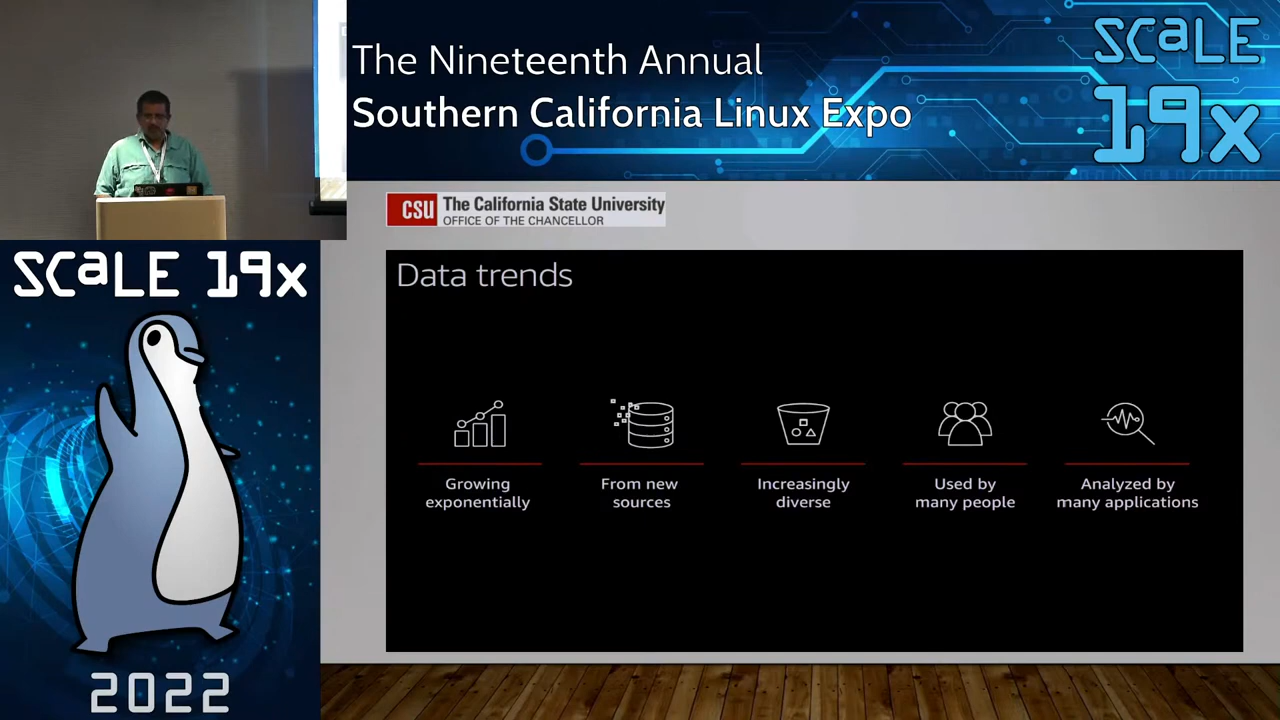 The Nineteenth Annual
Southern California Linux Expo
SCaLE
19x
CSU The California State University
OFFICE OF THE CHANCELLOR
SCaLE 19x
2022
Data trends
Growing
exponentially
From new
sources
Increasingly
diverse
Used by
many people
Analyzed by
many applications